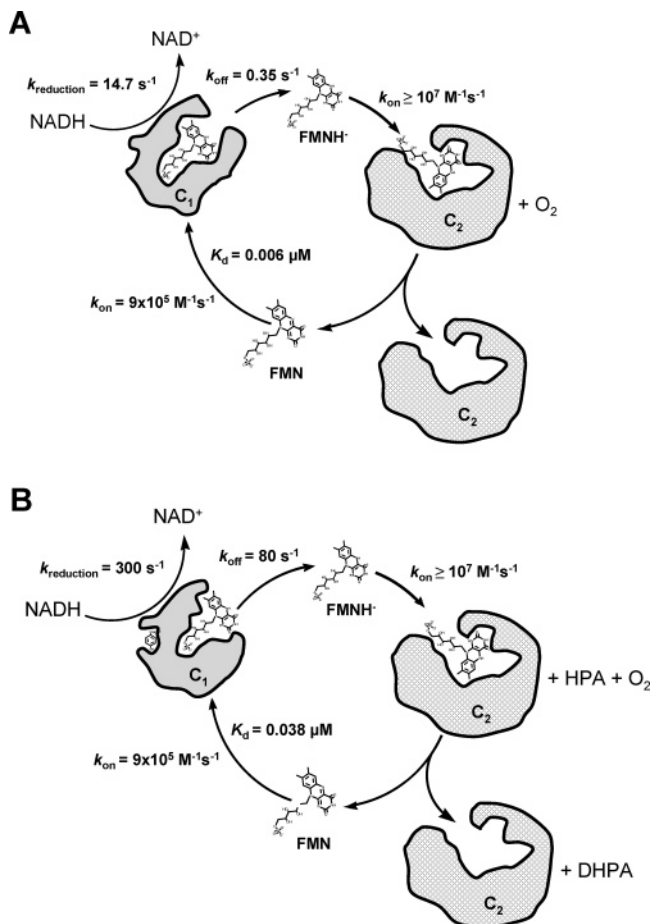 A
NAD⁺
k_reduction = 14.7 s⁻¹
k_off = 0.35 s⁻¹
k_on ≥ 10⁷ M⁻¹s⁻¹
NADH
FMNH⁻
C₁
C₂
+ O₂
K_d = 0.006 µM
k_on = 9x10⁵ M⁻¹s⁻¹
FMN
C₂
B
NAD⁺
k_reduction = 300 s⁻¹
k_off = 80 s⁻¹
k_on ≥ 10⁷ M⁻¹s⁻¹
NADH
FMNH⁻
C₁
C₂
+ HPA + O₂
K_d = 0.038 µM
k_on = 9x10⁵ M⁻¹s⁻¹
FMN
C₂
+ DHPA